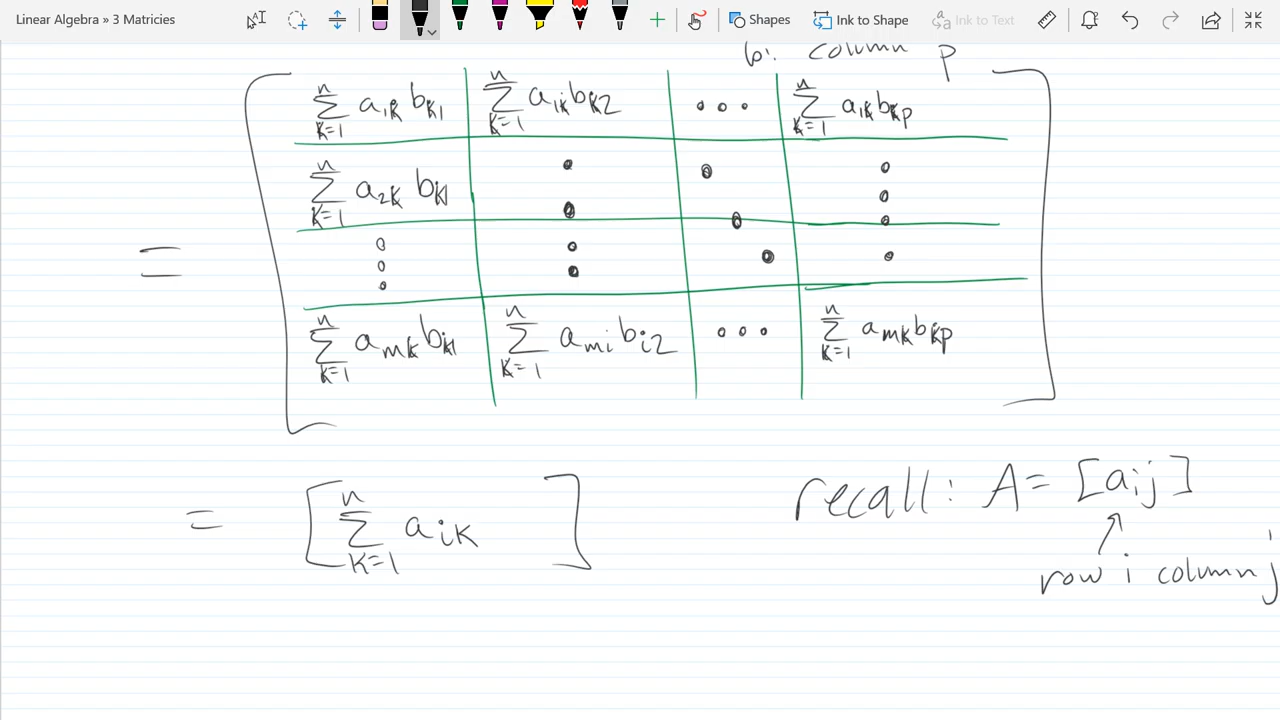 Linear Algebra » 3 Matricies
Shapes
Ink to Shape
Ink to Text
b: column p
n ∑ k=1 a1k bk1
n ∑ k=1 a1k bk2
• • •
n ∑ k=1 a1k bkp
n ∑ k=1 a2k bk1
=
n ∑ k=1 amk bk1
n ∑ k=1 ami bi2
• • •
n ∑ k=1 amk bkp
= [ n ∑ k=1 aik ]
recall: A = [aij]
row i column j